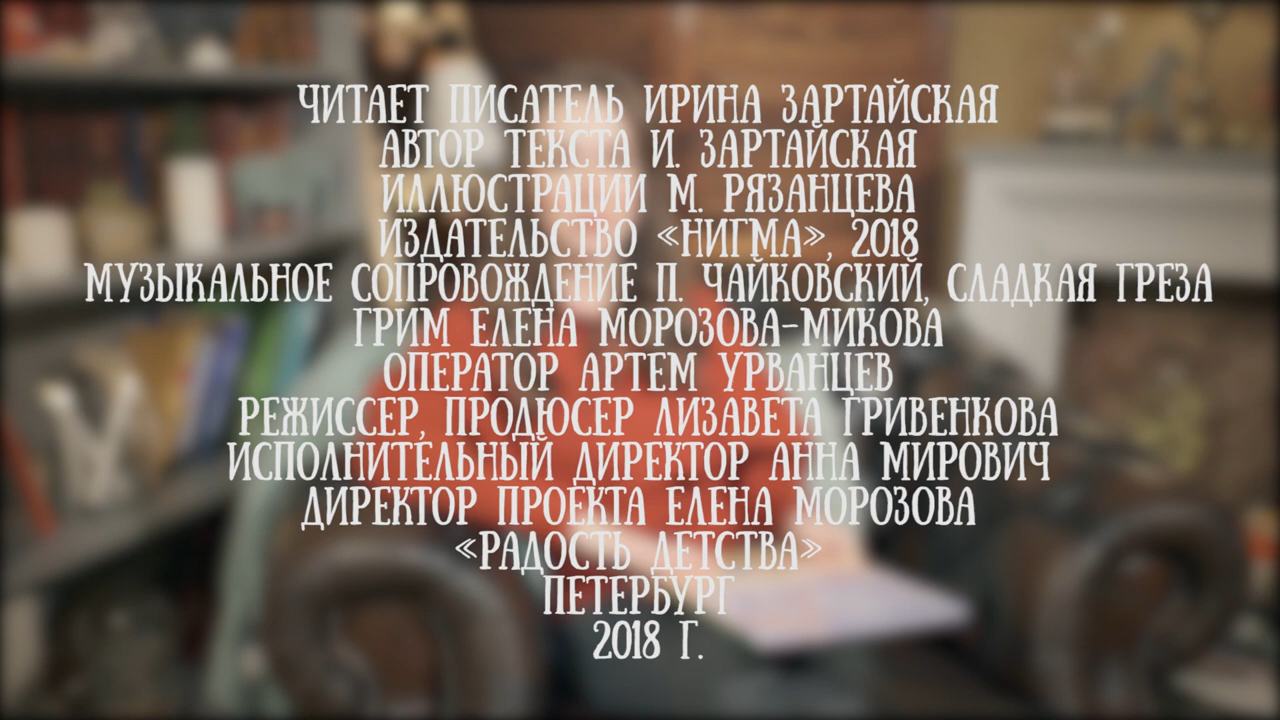 ЧИТАЕТ ПИСАТЕЛЬ ИРИНА ЗАРТАЙСКАЯ
АВТОР ТЕКСТА И. ЗАРТАЙСКАЯ
ИЛЛЮСТРАЦИИ М. РЯЗАНЦЕВА
ИЗДАТЕЛЬСТВО «НИГМА», 2018
МУЗЫКАЛЬНОЕ СОПРОВОЖДЕНИЕ П. ЧАЙКОВСКИЙ, СЛАДКАЯ ГРЕЗА
ГРИМ ЕЛЕНА МОРОЗОВА-МИКОВА
ОПЕРАТОР АРТЕМ УРВАНЦЕВ
РЕЖИССЕР, ПРОДЮСЕР ЛИЗАВЕТА ГРИВЕНКОВА
ИСПОЛНИТЕЛЬНЫЙ ДИРЕКТОР АННА МИРОВИЧ
ДИРЕКТОР ПРОЕКТА ЕЛЕНА МОРОЗОВА
«РАДОСТЬ ДЕТСТВА»
ПЕТЕРБУРГ
2018 Г.